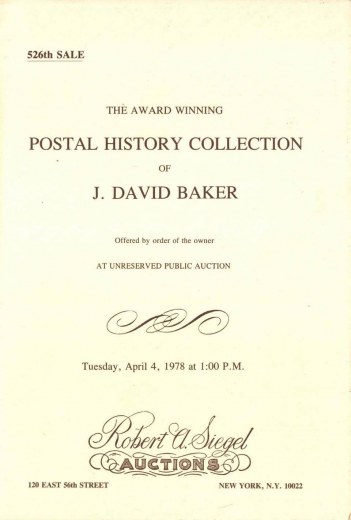 526th SALE
THE AWARD WINNING
POSTAL HISTORY COLLECTION
OF
J. DAVID BAKER
Offered by order of the owner
AT UNRESERVED PUBLIC AUCTION
Tuesday, April 4, 1978 at 1:00 P.M.
Robert A. Siegel
AUCTIONS
120 EAST 56th STREET NEW YORK, N.Y. 10022